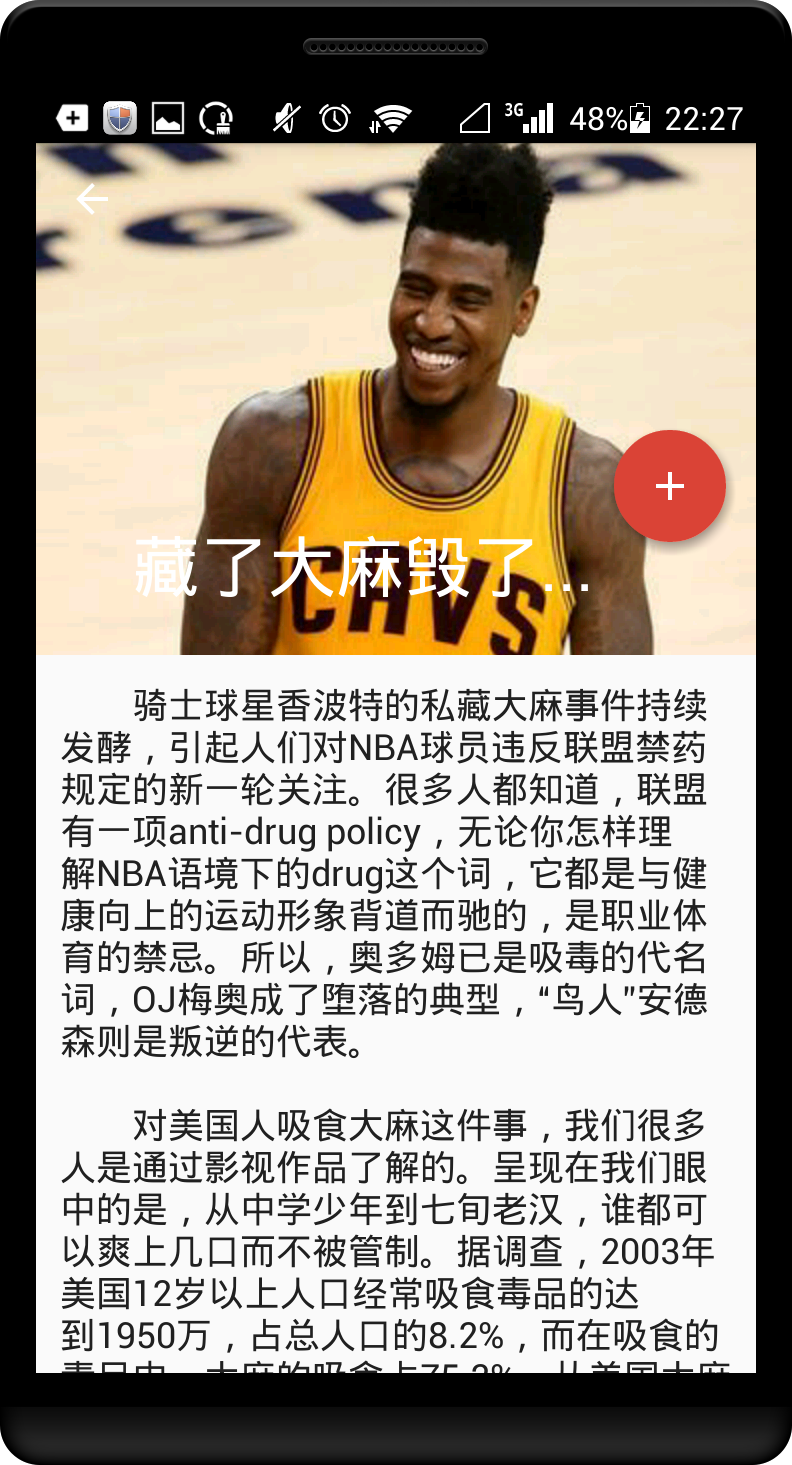 3G 48% 22:27
rena
藏了大麻毁了...
CAVS
骑士球星香波特的私藏大麻事件持续
发酵，引起人们对NBA球员违反联盟禁药
规定的新一轮关注。很多人都知道，联盟
有一项anti-drug policy，无论你怎样理
解NBA语境下的drug这个词，它都是与健
康向上的运动形象背道而驰的，是职业体
育的禁忌。所以，奥多姆已是吸毒的代名
词，OJ梅奥成了堕落的典型，“鸟人”安德
森则是叛逆的代表。
对美国人吸食大麻这件事，我们很多
人是通过影视作品了解的。呈现在我们眼
中的是，从中学少年到七旬老汉，谁都可
以爽上几口而不被管制。据调查，2003年
美国12岁以上人口经常吸食毒品的达
到1950万，占总人口的8.2%，而在吸食的